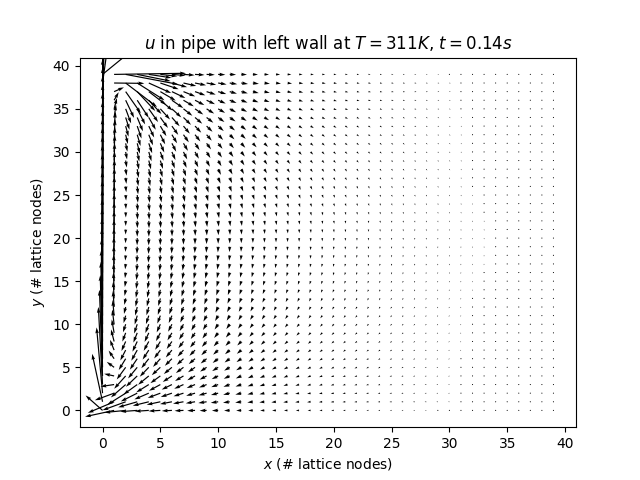 u in pipe with left wall at T = 311K, t = 0.14s
40
35
30
25
20
15
10
5
0
y (# lattice nodes)
0 5 10 15 20 25 30 35 40
x (# lattice nodes)